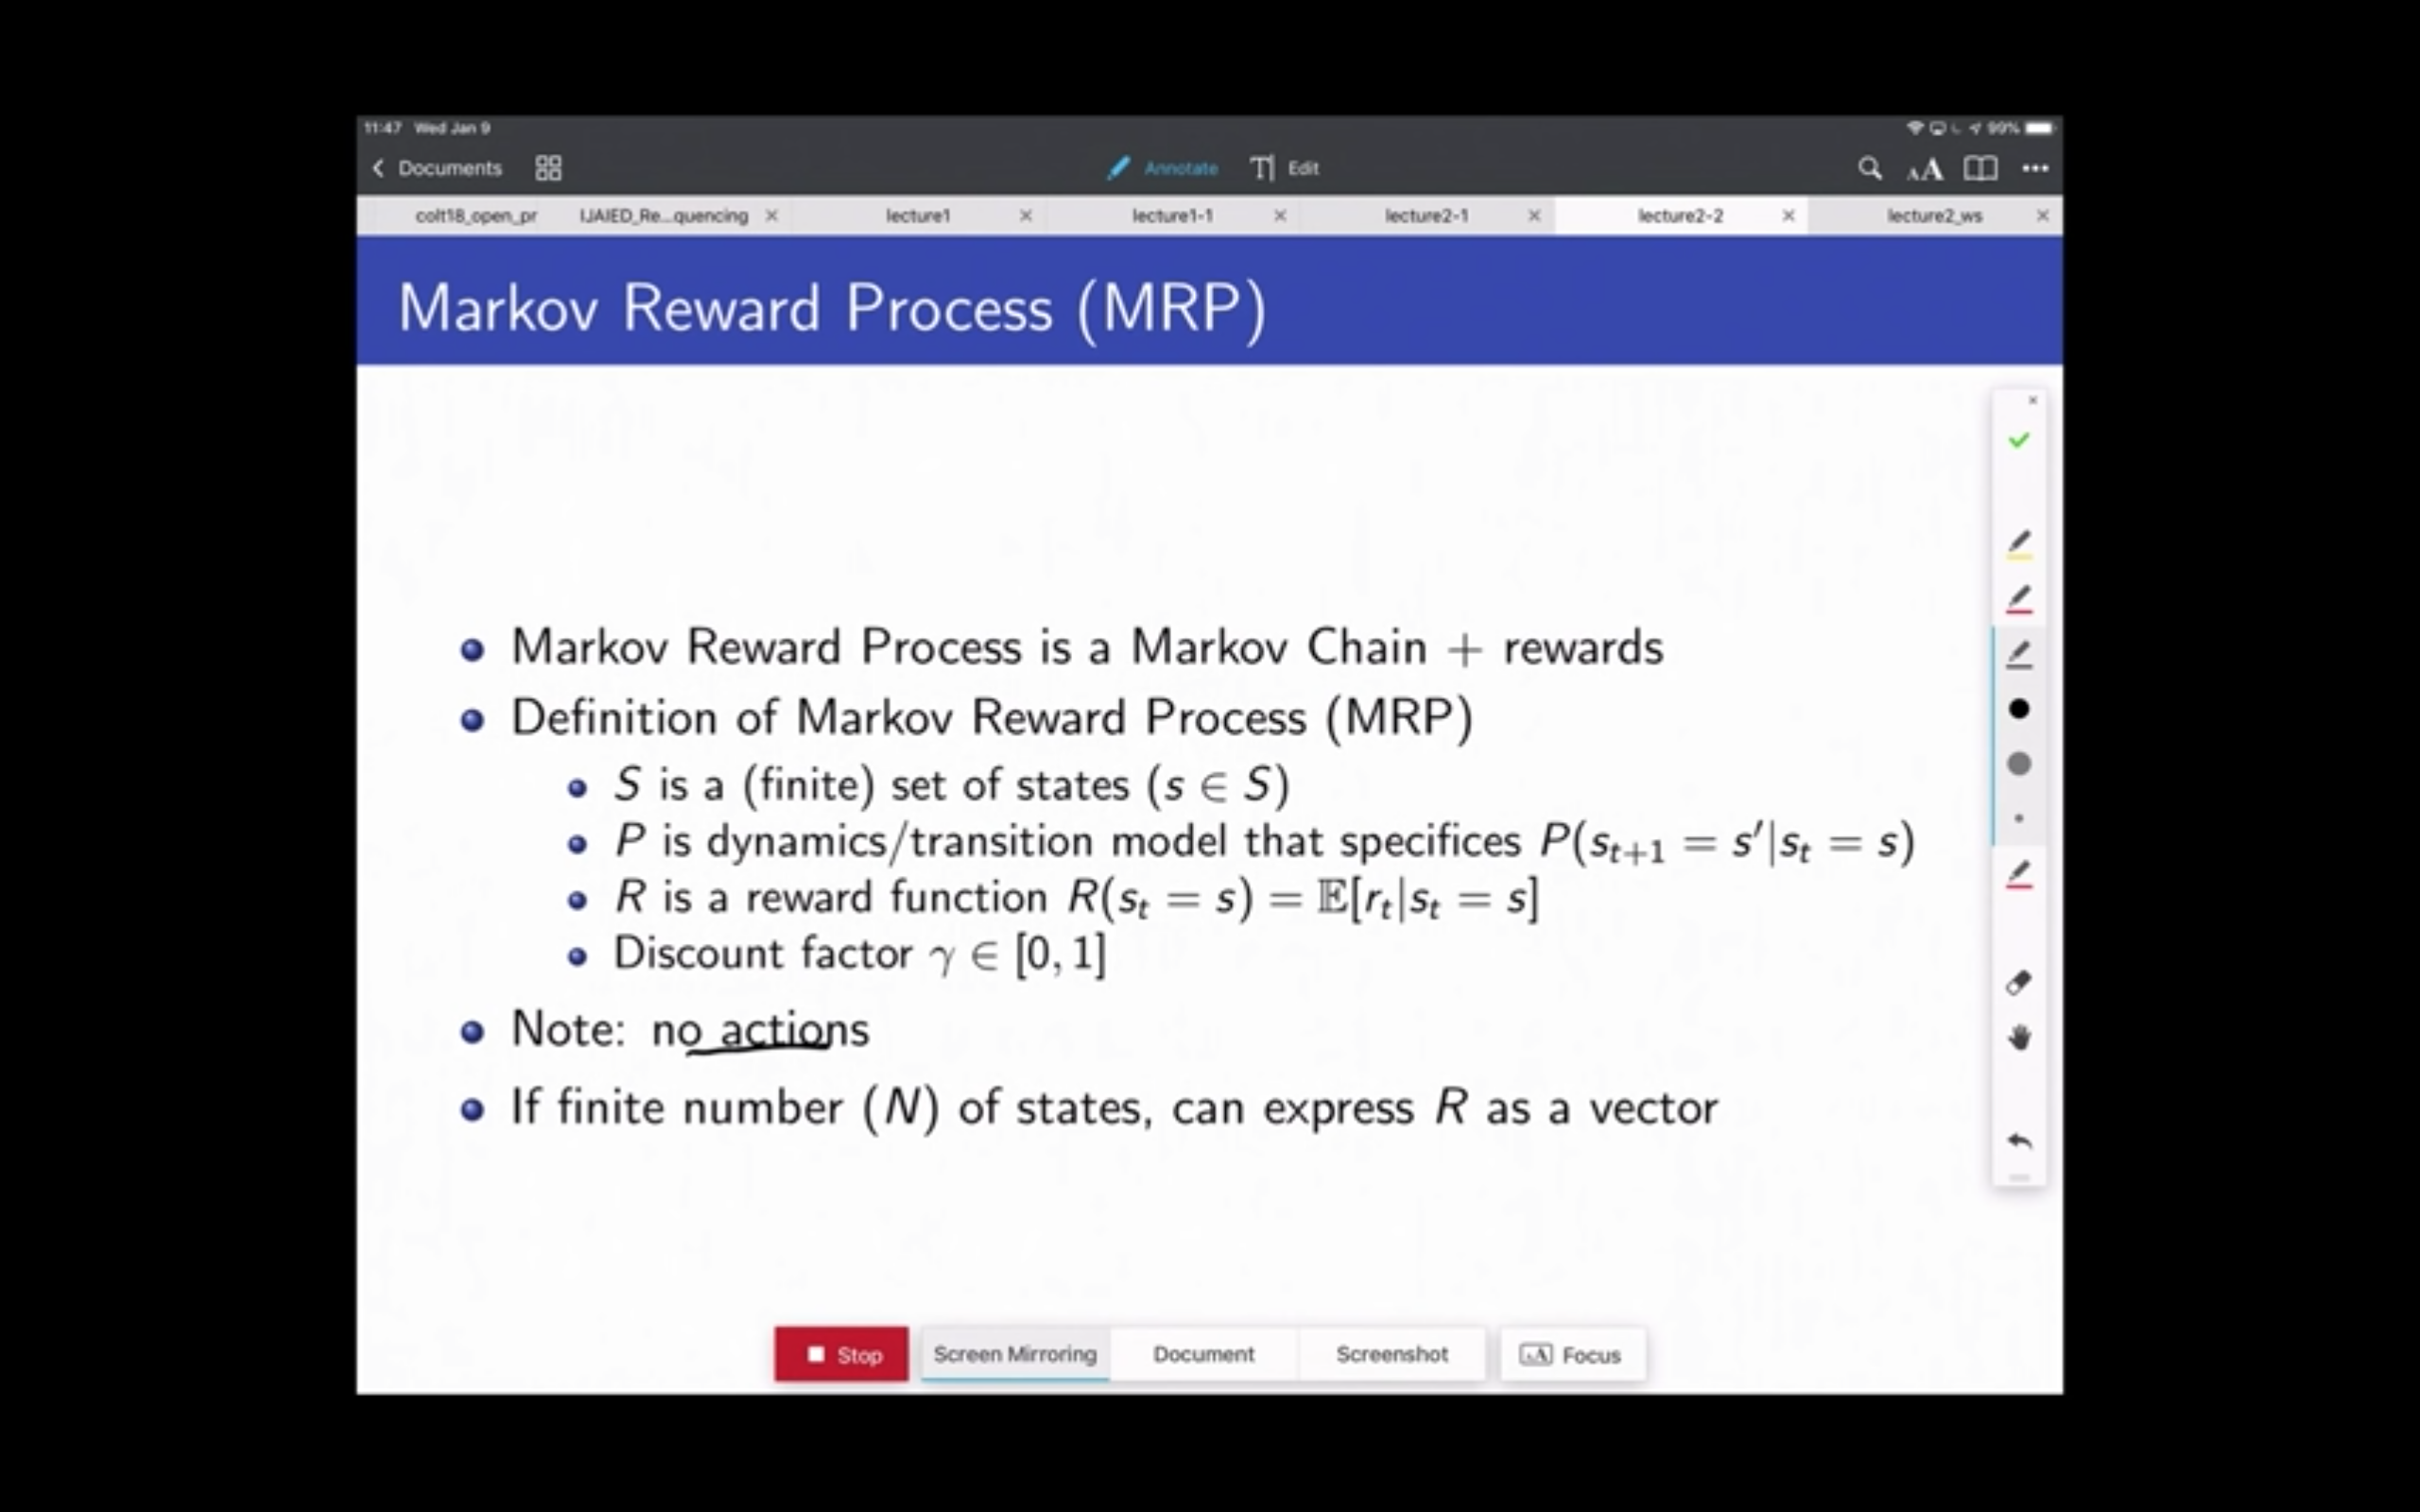 11:47 Wed Jan 9 99%
Documents Annotate Edit AA
colt18_open_pr IJAIED_Re...quencing lecture1 lecture1-1 lecture2-1 lecture2-2 lecture2_ws
Markov Reward Process (MRP)
Markov Reward Process is a Markov Chain + rewards
Definition of Markov Reward Process (MRP)
S is a (finite) set of states (s ∈ S)
P is dynamics/transition model that specifices P(s_{t+1} = s′|s_t = s)
R is a reward function R(s_t = s) = 𝔼[r_t|s_t = s]
Discount factor γ ∈ [0, 1]
Note: no actions
If finite number (N) of states, can express R as a vector
Stop Screen Mirroring Document Screenshot AA Focus